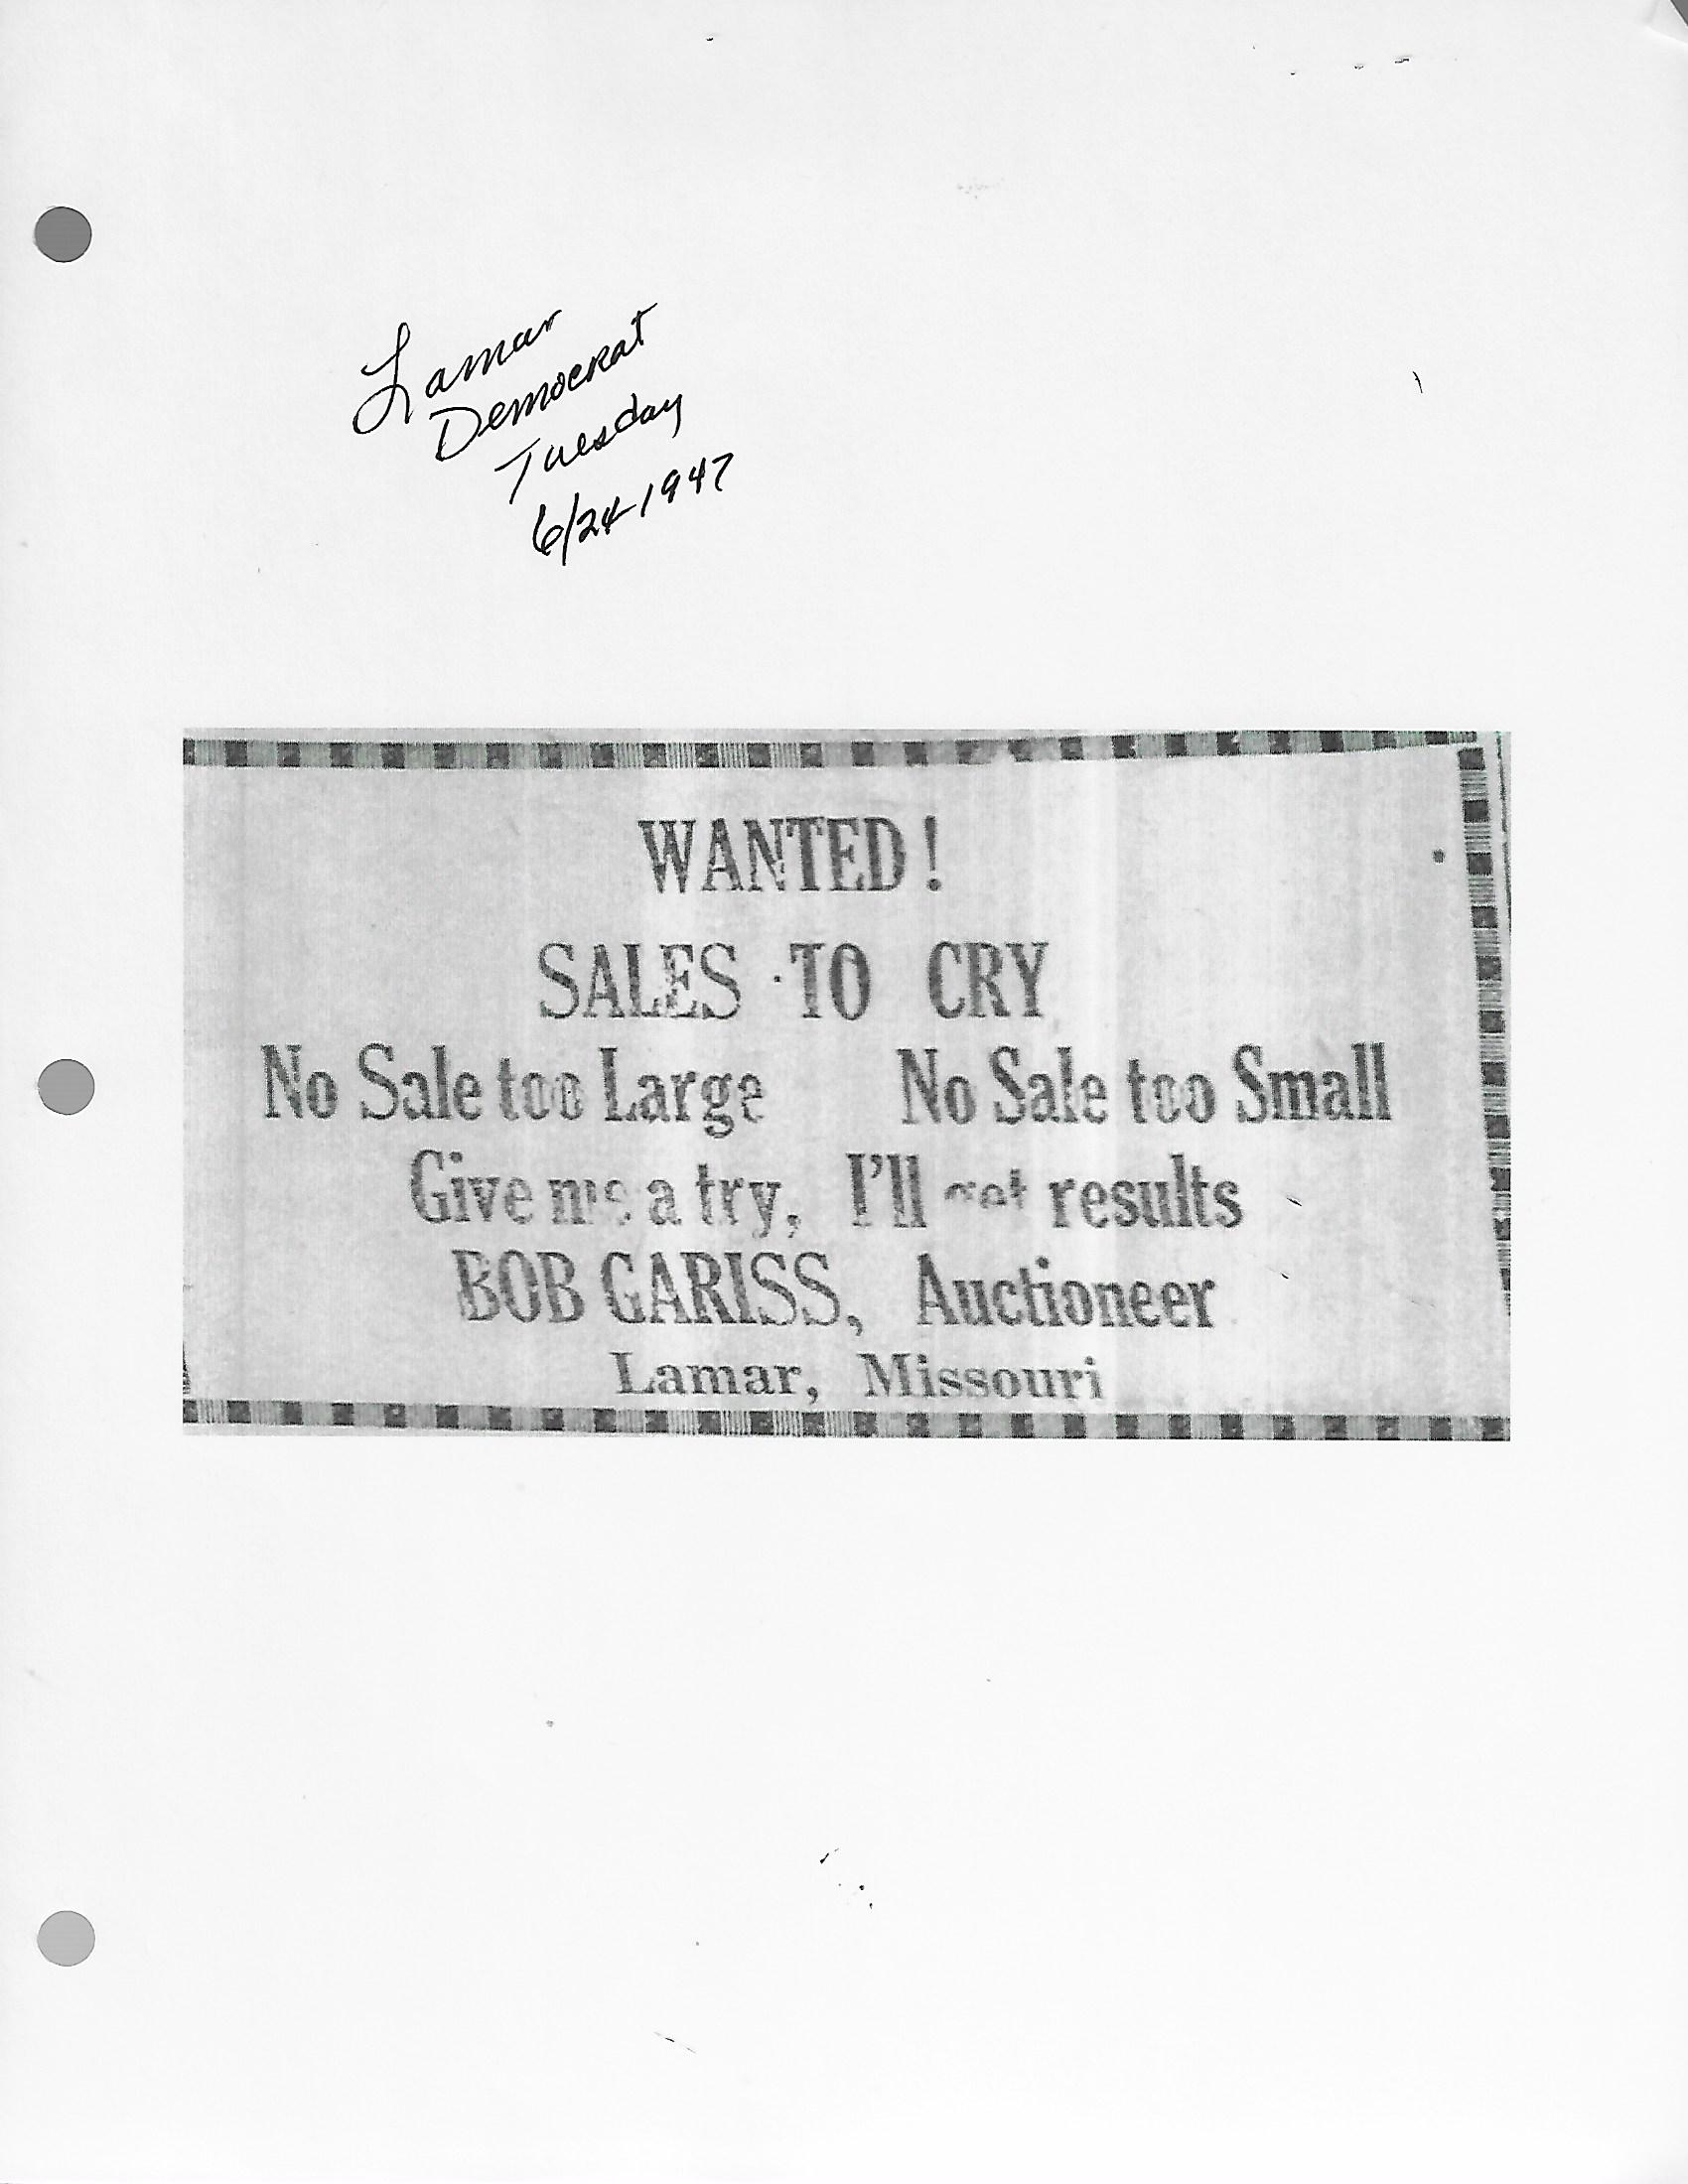 Lamar
Democrat
Tuesday
6/24-1947
WANTED!
SALES TO CRY
No Sale too Large No Sale too Small
Give me a try, I'll get results
BOB GARISS, Auctioneer
Lamar, Missouri